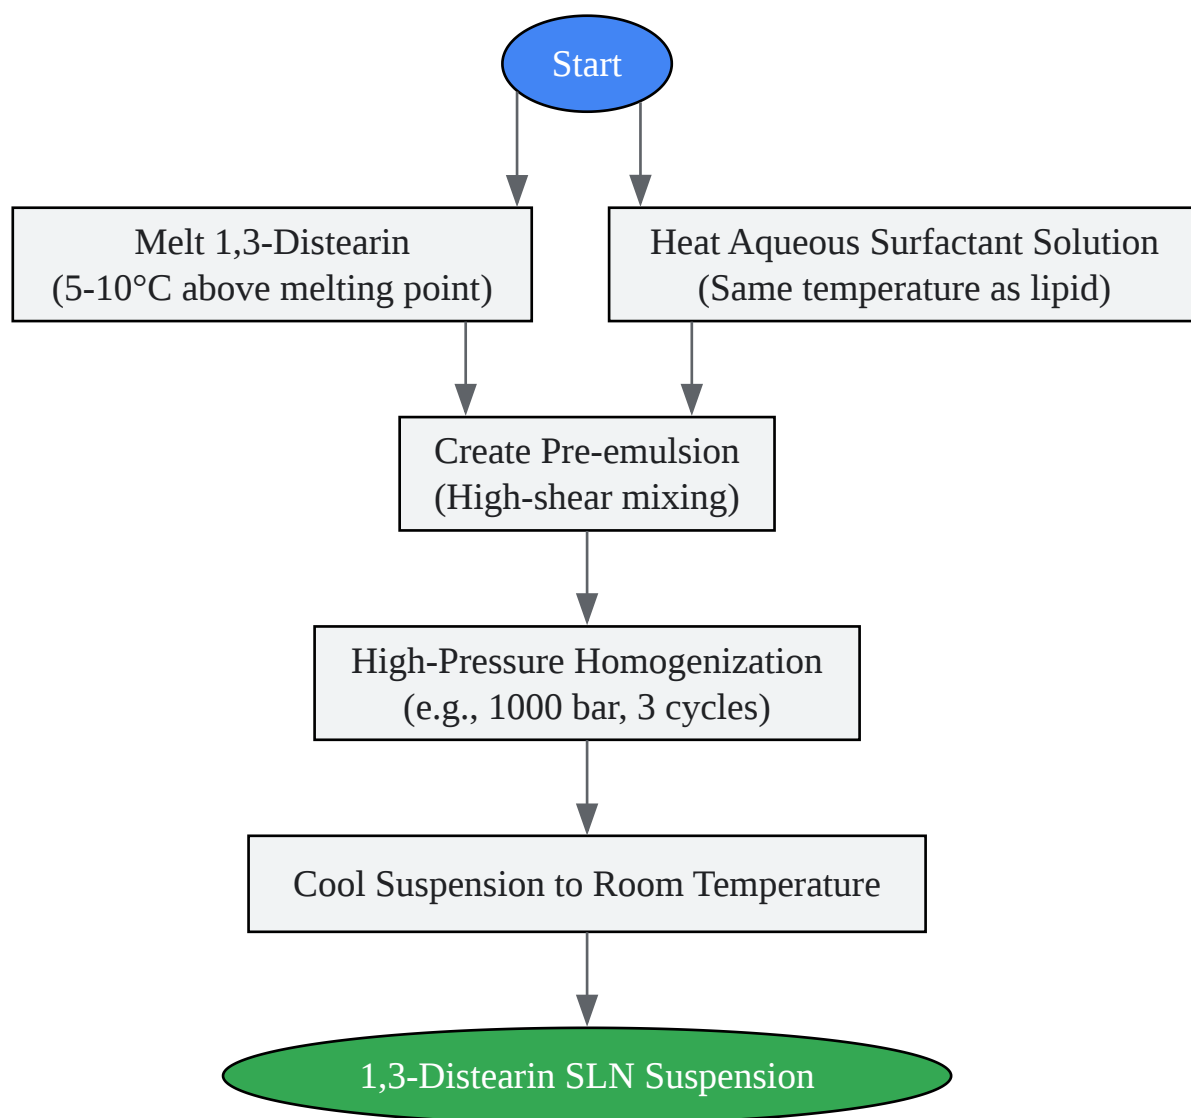 Start
Melt 1,3-Distearin
(5-10°C above melting point)
Heat Aqueous Surfactant Solution
(Same temperature as lipid)
Create Pre-emulsion
(High-shear mixing)
High-Pressure Homogenization
(e.g., 1000 bar, 3 cycles)
Cool Suspension to Room Temperature
1,3-Distearin SLN Suspension